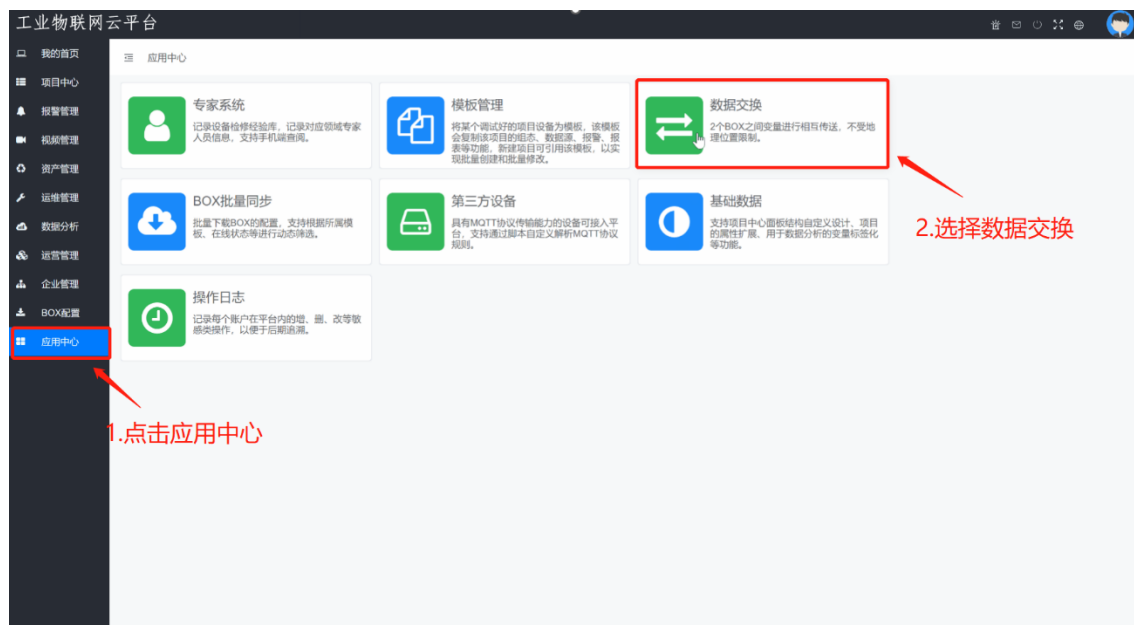 工业物联网云平台
我的首页
项目中心
报警管理
视频管理
资产管理
运维管理
数据分析
运营管理
企业管理
BOX配置
应用中心
应用中心
专家系统
记录设备检修经验库，记录对应领域专家
人员信息，支持手机端查阅。
模板管理
将某个调试好的项目设备为模板，该模板
会复制该项目的组态、数据源、报警、报
表等功能，新建项目可引用该模板，以实
现批量创建和批量修改。
数据交换
2个BOX之间变量进行相互传送，不受地
理位置限制。
BOX批量同步
批量下载BOX的配置，支持根据所属模
板、在线状态等进行动态筛选。
第三方设备
具有MQTT协议传输能力的设备可接入平
台，支持通过脚本自定义解析MQTT协议
规则。
基础数据
支持项目中心面板结构自定义设计、项目
的属性扩展、用于数据分析的变量标签化
等功能。
操作日志
记录每个账户在平台内的增、删、改等敏
感类操作，以便于后期追溯。
2.选择数据交换
1.点击应用中心